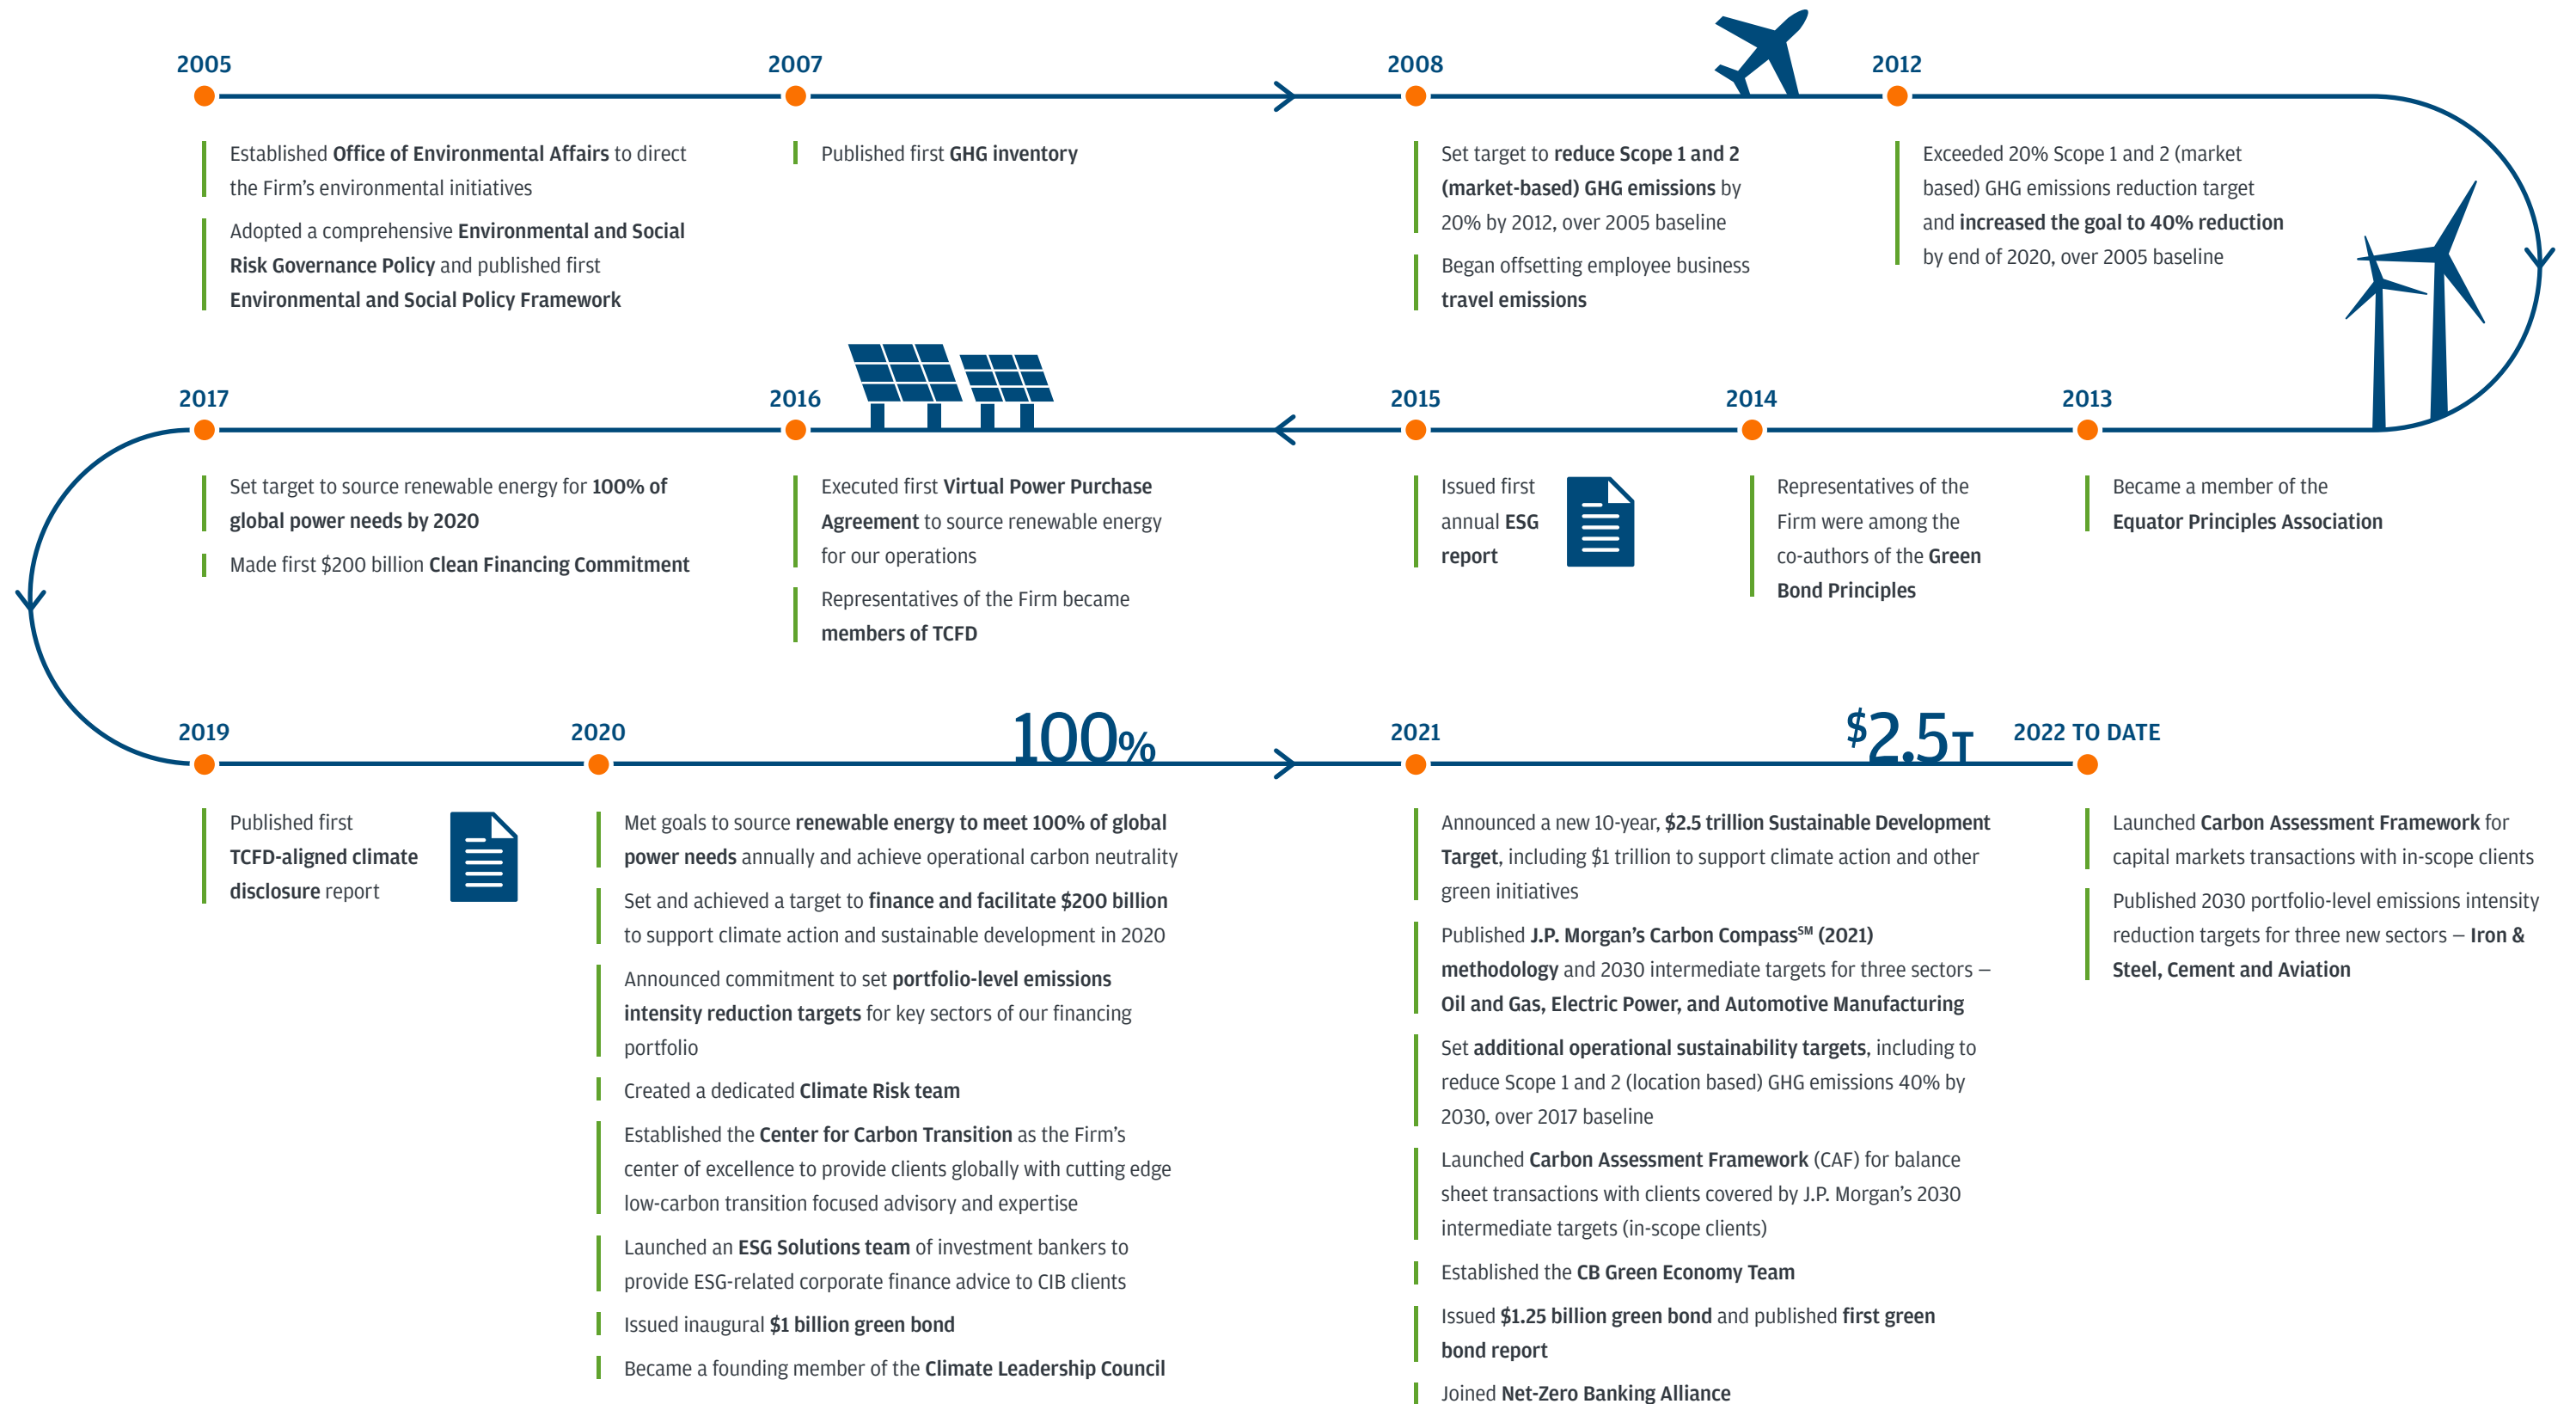 2005
Established Office of Environmental Affairs to direct
the Firm's environmental initiatives
Adopted a comprehensive Environmental and Social
Risk Governance Policy and published first
Environmental and Social Policy Framework
2007
Published first GHG inventory
2008
Set target to reduce Scope 1 and 2
(market-based) GHG emissions by
20% by 2012, over 2005 baseline
Began offsetting employee business
travel emissions
2012
Exceeded 20% Scope 1 and 2 (market
based) GHG emissions reduction target
and increased the goal to 40% reduction
by end of 2020, over 2005 baseline
2013
Became a member of the
Equator Principles Association
2014
Representatives of the
Firm were among the
co-authors of the Green
Bond Principles
2015
Issued first
annual ESG
report
2016
Executed first Virtual Power Purchase
Agreement to source renewable energy
for our operations
Representatives of the Firm became
members of TCFD
2017
Set target to source renewable energy for 100% of
global power needs by 2020
Made first $200 billion Clean Financing Commitment
2019
Published first
TCFD-aligned climate
disclosure report
2020
100%
Met goals to source renewable energy to meet 100% of global
power needs annually and achieve operational carbon neutrality
Set and achieved a target to finance and facilitate $200 billion
to support climate action and sustainable development in 2020
Announced commitment to set portfolio-level emissions
intensity reduction targets for key sectors of our financing
portfolio
Created a dedicated Climate Risk team
Established the Center for Carbon Transition as the Firm's
center of excellence to provide clients globally with cutting edge
low-carbon transition focused advisory and expertise
Launched an ESG Solutions team of investment bankers to
provide ESG-related corporate finance advice to CIB clients
Issued inaugural $1 billion green bond
Became a founding member of the Climate Leadership Council
2021
$2.5T
Announced a new 10-year, $2.5 trillion Sustainable Development
Target, including $1 trillion to support climate action and other
green initiatives
Published J.P. Morgan's Carbon Compass℠ (2021)
methodology and 2030 intermediate targets for three sectors —
Oil and Gas, Electric Power, and Automotive Manufacturing
Set additional operational sustainability targets, including to
reduce Scope 1 and 2 (location based) GHG emissions 40% by
2030, over 2017 baseline
Launched Carbon Assessment Framework (CAF) for balance
sheet transactions with clients covered by J.P. Morgan's 2030
intermediate targets (in-scope clients)
Established the CB Green Economy Team
Issued $1.25 billion green bond and published first green
bond report
Joined Net-Zero Banking Alliance
2022 TO DATE
Launched Carbon Assessment Framework for
capital markets transactions with in-scope clients
Published 2030 portfolio-level emissions intensity
reduction targets for three new sectors — Iron &
Steel, Cement and Aviation